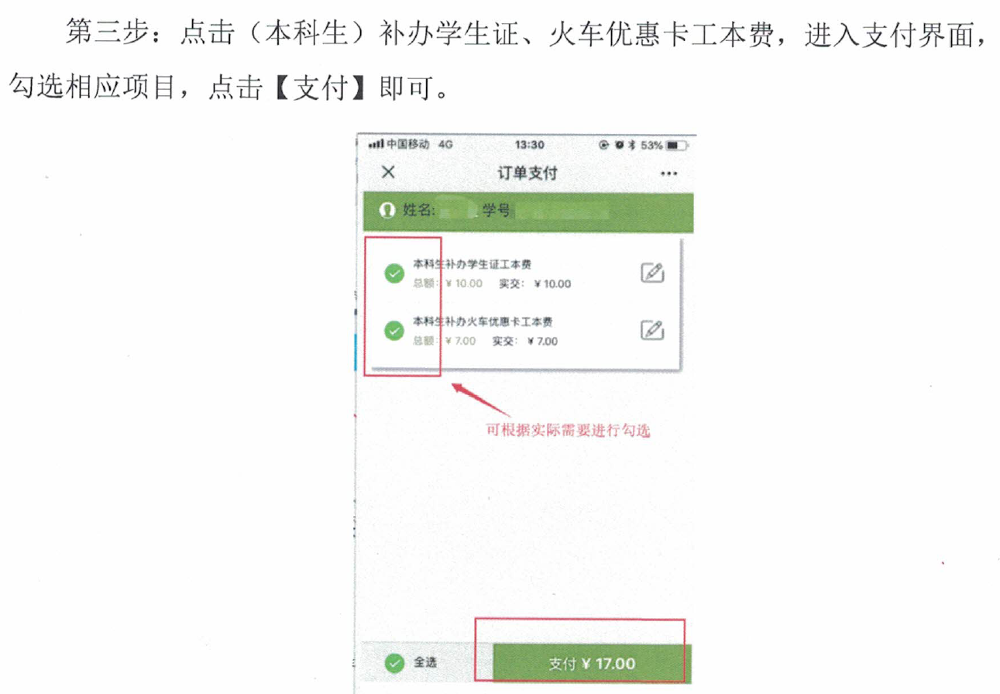 第三步：点击（本科生）补办学生证、火车优惠卡工本费，进入支付界面，
勾选相应项目，点击【支付】即可。
中国移动 4G 13:30 53%
订单支付
姓名: 学号
本科生补办学生证工本费
总额：¥ 10.00 实交：¥ 10.00
本科生补办火车优惠卡工本费
总额：¥ 7.00 实交：¥ 7.00
可根据实际需要进行勾选
全选 支付 ¥ 17.00